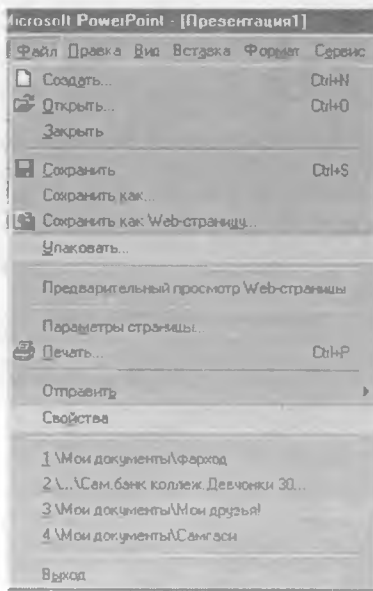 Microsoft PowerPoint - [Презентация1]
Файл Правка Вид Вставка Формат Сервис
Создать... Ctrl+N
Открыть... Ctrl+O
Закрыть
Сохранить Ctrl+S
Сохранить как...
Сохранить как Web-страницу...
Упаковать...
Предварительный просмотр Web-страницы
Параметры страницы...
Печать... Ctrl+P
Отправить
Свойства
1 \Мои документы\фарход
2 \...\Сам.банк коллеж.Девчонки 30...
3 \Мои документы\Мои друзья!
4 \Мои документы\Самгаси
Выход